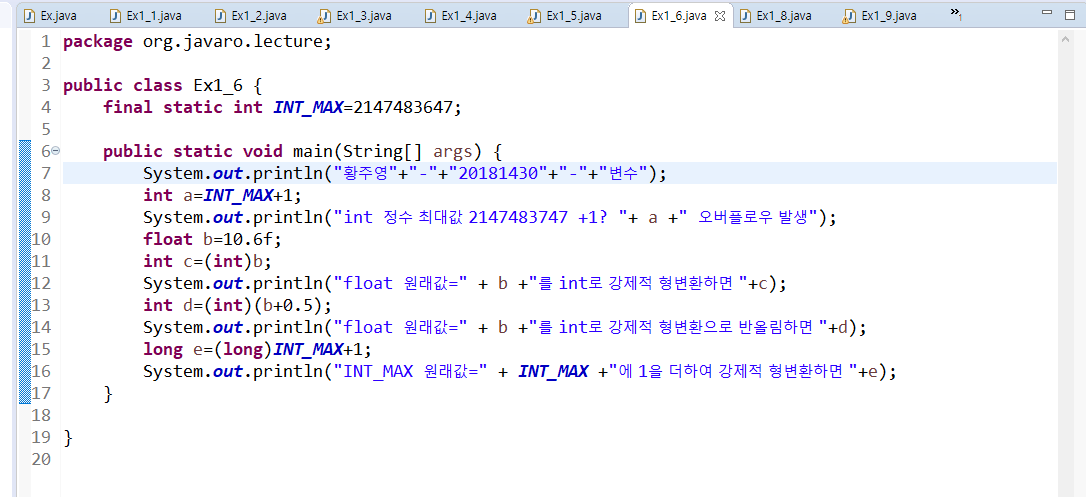 Ex.java Ex1_1.java Ex1_2.java Ex1_3.java Ex1_4.java Ex1_5.java Ex1_6.java Ex1_8.java Ex1_9.java »1
1 package org.javaro.lecture;
2
3 public class Ex1_6 {
4 final static int INT_MAX=2147483647;
5
6 public static void main(String[] args) {
7 System.out.println("황주영"+"-"+"20181430"+"-"+"변수");
8 int a=INT_MAX+1;
9 System.out.println("int 정수 최대값 2147483747 +1? "+ a +" 오버플로우 발생");
10 float b=10.6f;
11 int c=(int)b;
12 System.out.println("float 원래값=" + b +"를 int로 강제적 형변환하면 "+c);
13 int d=(int)(b+0.5);
14 System.out.println("float 원래값=" + b +"를 int로 강제적 형변환으로 반올림하면 "+d);
15 long e=(long)INT_MAX+1;
16 System.out.println("INT_MAX 원래값=" + INT_MAX +"에 1을 더하여 강제적 형변환하면 "+e);
17 }
18
19 }
20